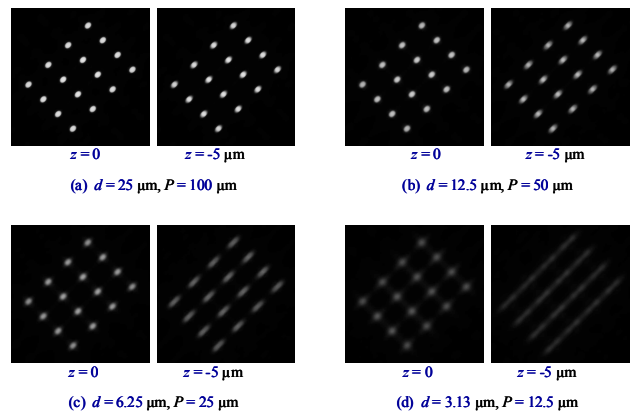 z = 0 z = -5 μm z = 0 z = -5 μm
(a) d = 25 μm, P = 100 μm (b) d = 12.5 μm, P = 50 μm
z = 0 z = -5 μm z = 0 z = -5 μm
(c) d = 6.25 μm, P = 25 μm (d) d = 3.13 μm, P = 12.5 μm